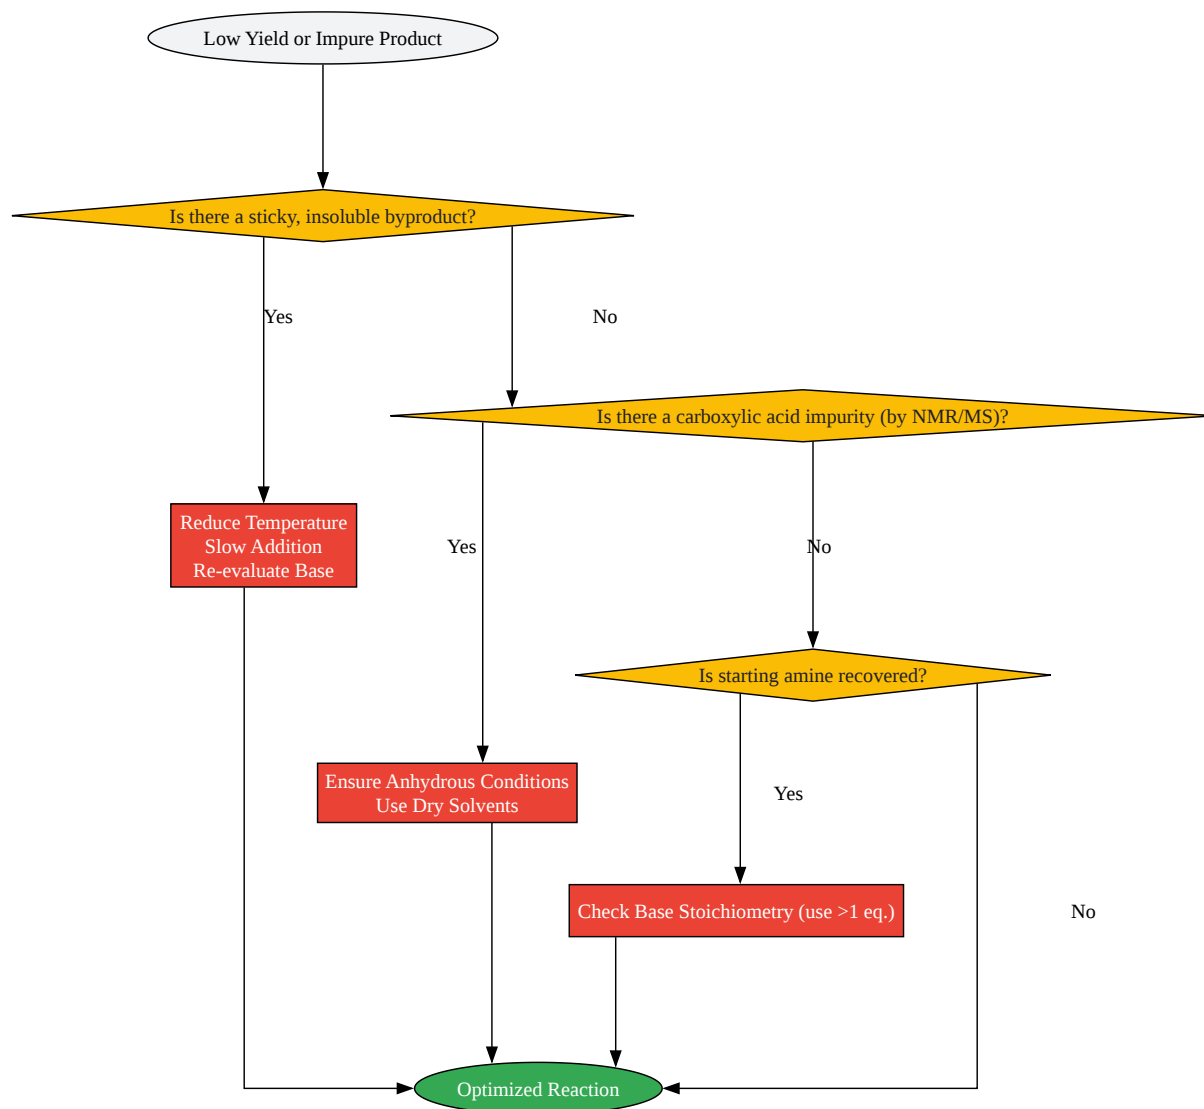 Low Yield or Impure Product
Is there a sticky, insoluble byproduct?
Yes
No
Is there a carboxylic acid impurity (by NMR/MS)?
Reduce Temperature
Slow Addition
Re-evaluate Base
Yes
No
Is starting amine recovered?
Ensure Anhydrous Conditions
Use Dry Solvents
Yes
Check Base Stoichiometry (use >1 eq.)
No
Optimized Reaction